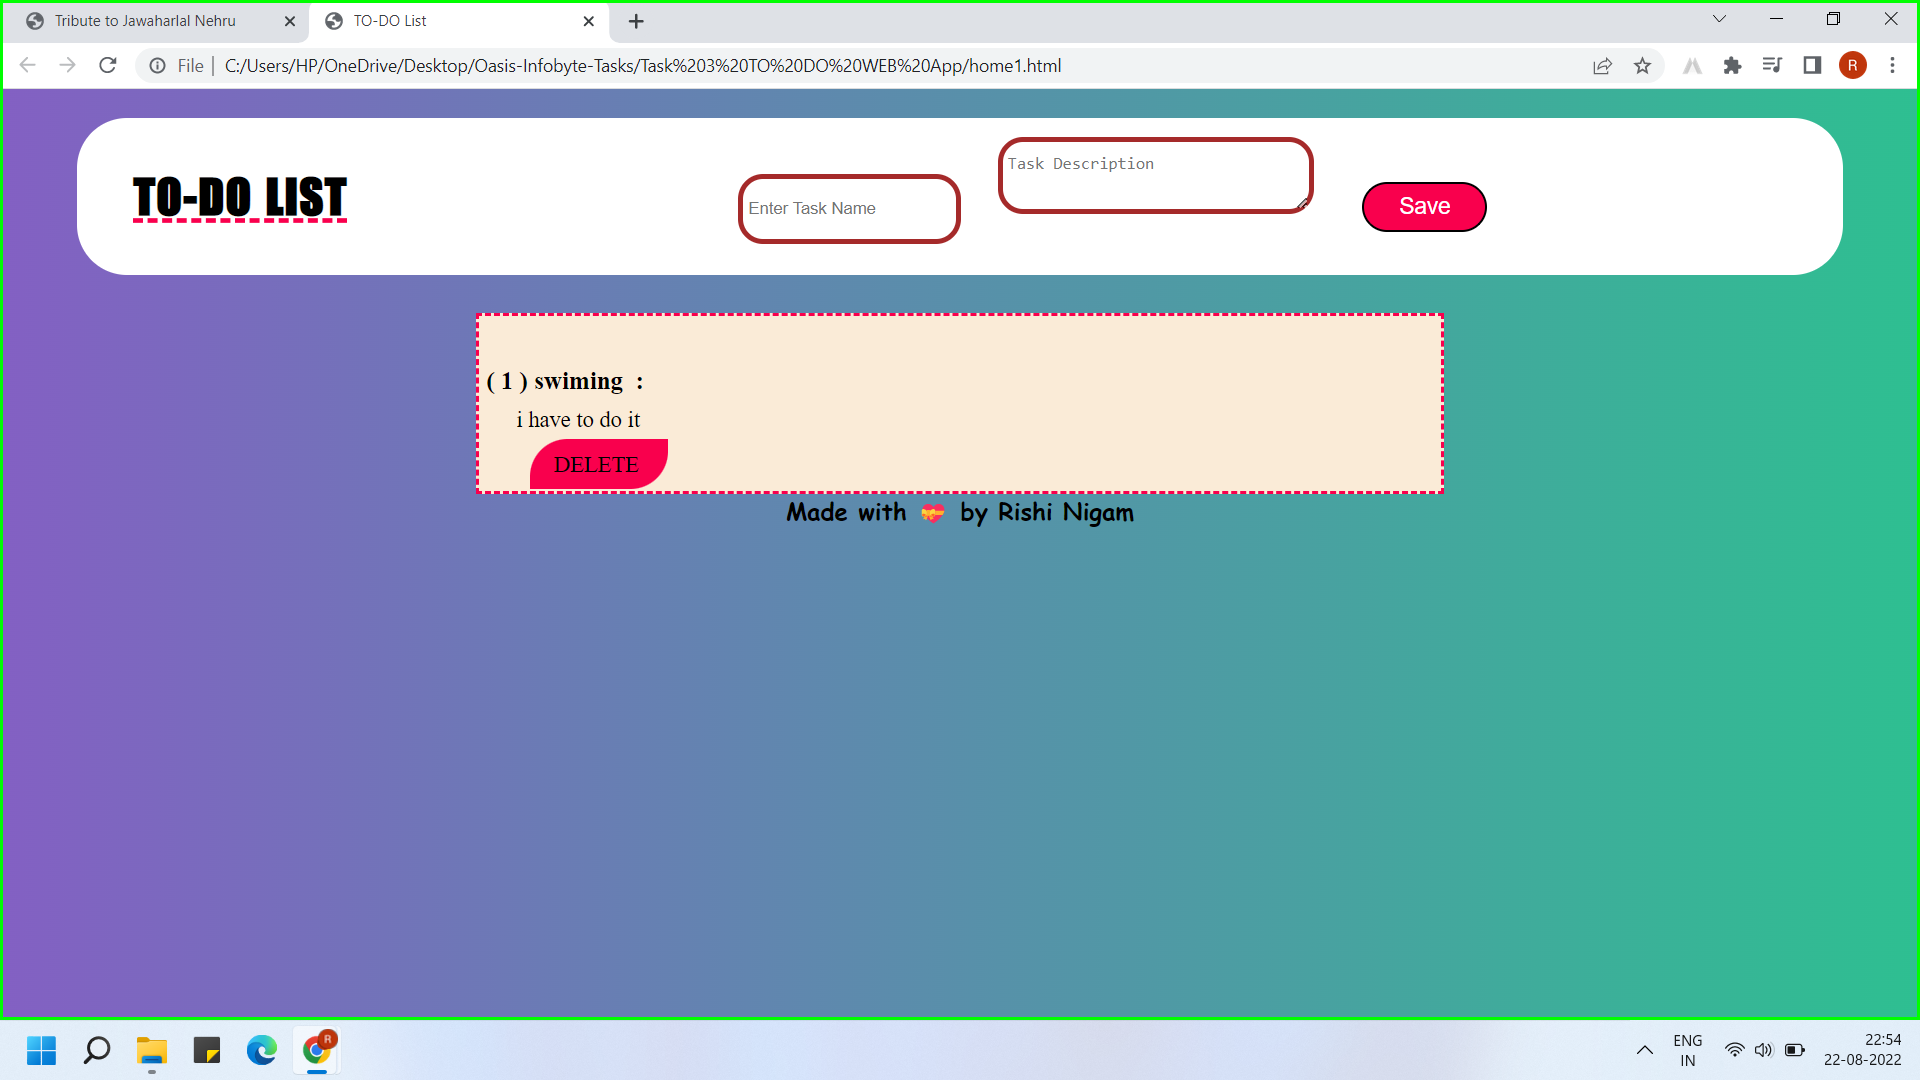 Tribute to Jawaharlal Nehru
TO-DO List
File | C:/Users/HP/OneDrive/Desktop/Oasis-Infobyte-Tasks/Task%203%20TO%20DO%20WEB%20App/home1.html
R
TO-DO LIST
Enter Task Name
Task Description
Save
( 1 ) swiming :
i have to do it
DELETE
Made with 💝 by Rishi Nigam
R
ENG
IN
22:54
22-08-2022